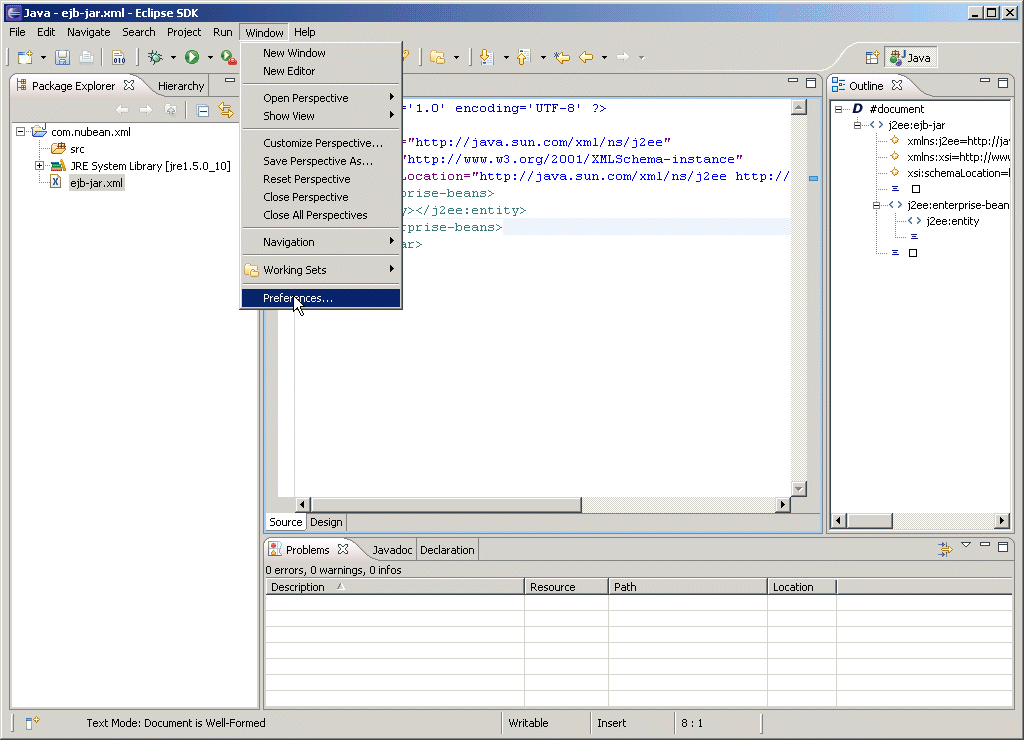 Java - ejb-jar.xml - Eclipse SDK
File Edit Navigate Search Project Run Window Help
Java
Package Explorer Hierarchy
com.nubean.xml
src
JRE System Library [jre1.5.0_10]
ejb-jar.xml
New Window
New Editor
Open Perspective
Show View
Customize Perspective...
Save Perspective As...
Reset Perspective
Close Perspective
Close All Perspectives
Navigation
Working Sets
Preferences...
='1.0' encoding='UTF-8' ?>
="http://java.sun.com/xml/ns/j2ee"
"http://www.w3.org/2001/XMLSchema-instance"
Location="http://java.sun.com/xml/ns/j2ee http://
prise-beans>
y></j2ee:entity>
rprise-beans>
ar>
Source Design
Outline
D #document
j2ee:ejb-jar
xmlns:j2ee=http://jav
xmlns:xsi=http://www
xsi:schemaLocation=h
j2ee:enterprise-bean
j2ee:entity
Problems Javadoc Declaration
0 errors, 0 warnings, 0 infos
Description Resource Path Location
Text Mode: Document is Well-Formed Writable Insert 8 : 1